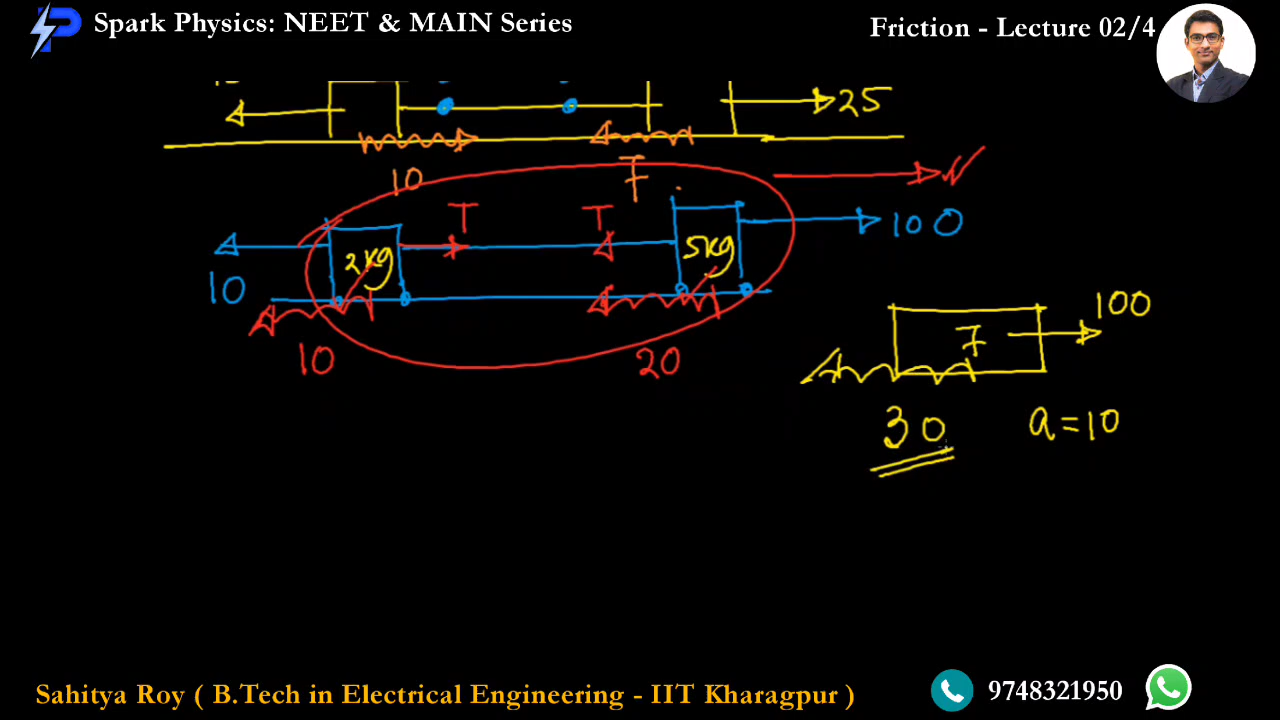 Spark Physics: NEET & MAIN Series
Friction - Lecture 02/4
25
10
7
T
T
100
2kg
5kg
10
10
20
7
100
30
a=10
Sahitya Roy ( B.Tech in Electrical Engineering - IIT Kharagpur )
9748321950